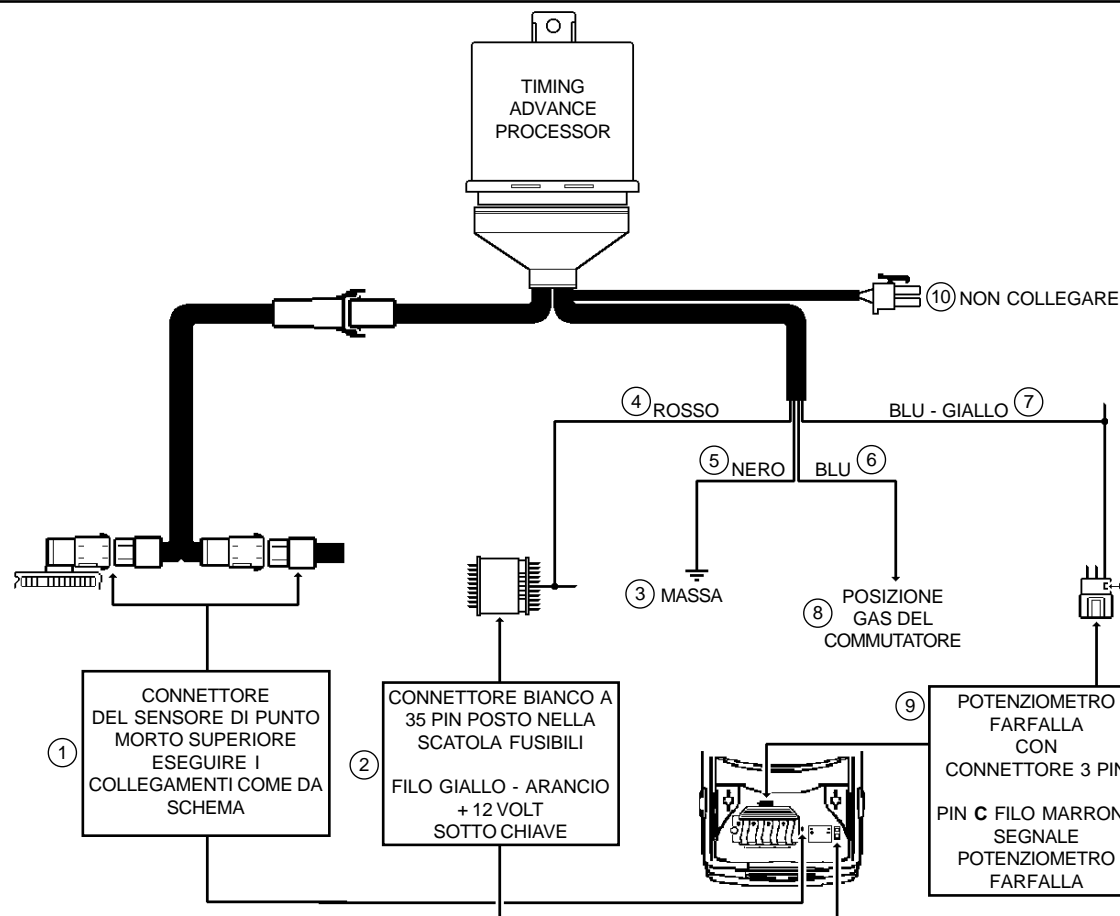 TIMING
ADVANCE
PROCESSOR
10 NON COLLEGARE
4 ROSSO
BLU - GIALLO 7
5 NERO
BLU 6
3 MASSA
8 POSIZIONE
GAS DEL
COMMUTATORE
1
CONNETTORE
DEL SENSORE DI PUNTO
MORTO SUPERIORE
ESEGUIRE I
COLLEGAMENTI COME DA
SCHEMA
2
CONNETTORE BIANCO A
35 PIN POSTO NELLA
SCATOLA FUSIBILI
FILO GIALLO - ARANCIO
+ 12 VOLT
SOTTO CHIAVE
9
POTENZIOMETRO
FARFALLA
CON
CONNETTORE 3 PIN
PIN C FILO MARRON
SEGNALE
POTENZIOMETRO
FARFALLA